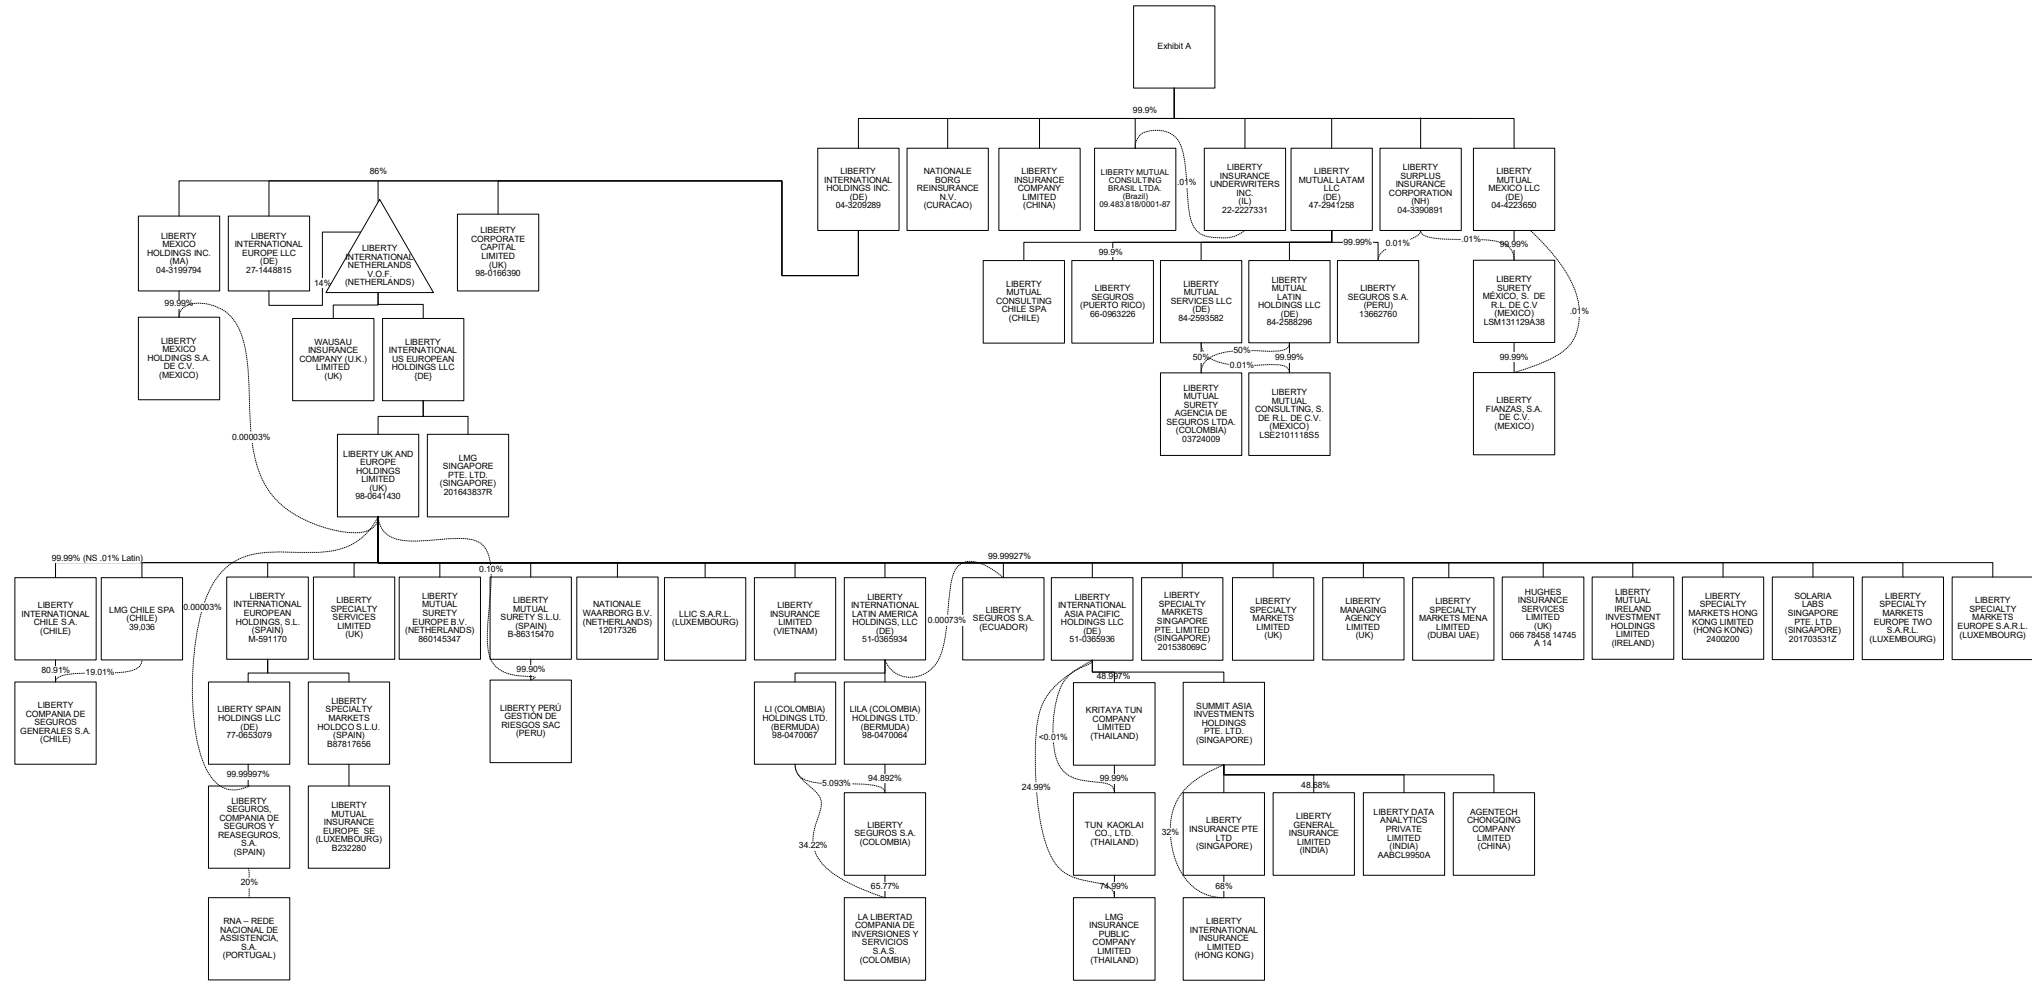 Exhibit A
99.9%
LIBERTY
INTERNATIONAL
HOLDINGS INC.
(DE)
04-3209289
NATIONALE
BORG
REINSURANCE
N.V.
(CURACAO)
LIBERTY
INSURANCE
COMPANY
LIMITED
(CHINA)
LIBERTY MUTUAL
CONSULTING
BRASIL LTDA.
(Brazil)
09.483.818/0001-87
.01%
LIBERTY
INSURANCE
UNDERWRITERS
INC.
(IL)
22-2227331
LIBERTY
MUTUAL LATAM
LLC
(DE)
47-2941258
LIBERTY
SURPLUS
INSURANCE
CORPORATION
(NH)
04-3390891
LIBERTY
MUTUAL
MEXICO LLC
(DE)
04-4223650
86%
LIBERTY
MEXICO
HOLDINGS INC.
(MA)
04-3199794
LIBERTY
INTERNATIONAL
EUROPE LLC
(DE)
27-1448815
14%
LIBERTY
INTERNATIONAL
NETHERLANDS
V.O.F.
(NETHERLANDS)
LIBERTY
CORPORATE
CAPITAL
LIMITED
(UK)
98-0166390
99.9%
99.99%
0.01%
.01%
99.99%
.01%
LIBERTY
MUTUAL
CONSULTING
CHILE SPA
(CHILE)
LIBERTY
SEGUROS
(PUERTO RICO)
66-0963226
LIBERTY
MUTUAL
SERVICES LLC
(DE)
84-2593582
LIBERTY
MUTUAL
LATIN
HOLDINGS LLC
(DE)
84-2588296
LIBERTY
SEGUROS S.A.
(PERU)
13662760
LIBERTY
SURETY
MÉXICO, S. DE
R.L. DE C.V
(MEXICO)
LSM131129A38
99.99%
LIBERTY
MEXICO
HOLDINGS S.A.
DE C.V.
(MEXICO)
WAUSAU
INSURANCE
COMPANY (U.K.)
LIMITED
(UK)
LIBERTY
INTERNATIONAL
US EUROPEAN
HOLDINGS LLC
(DE)
50%
50%
0.01%
99.99%
99.99%
LIBERTY
MUTUAL
SURETY
AGENCIA DE
SEGUROS LTDA.
(COLOMBIA)
03724009
LIBERTY
MUTUAL
CONSULTING, S.
DE R.L. DE C.V.
(MEXICO)
LSE2101118S5
LIBERTY
FIANZAS, S.A.
DE C.V.
(MEXICO)
0.00003%
LIBERTY UK AND
EUROPE
HOLDINGS
LIMITED
(UK)
98-0641430
LMG
SINGAPORE
PTE. LTD.
(SINGAPORE)
201643837R
99.99% (NS .01% Latin)
99.99927%
0.10%
0.00003%
0.00073%
LIBERTY
INTERNATIONAL
CHILE S.A.
(CHILE)
LMG CHILE SPA
(CHILE)
39,036
LIBERTY
INTERNATIONAL
EUROPEAN
HOLDINGS, S.L.
(SPAIN)
M-591170
LIBERTY
SPECIALTY
SERVICES
LIMITED
(UK)
LIBERTY
MUTUAL
SURETY
EUROPE B.V.
(NETHERLANDS)
860145347
LIBERTY
MUTUAL
SURETY S.L.U.
(SPAIN)
B-86315470
NATIONALE
WAARBORG B.V.
(NETHERLANDS)
12017326
LLIC S.A.R.L.
(LUXEMBOURG)
LIBERTY
INSURANCE
LIMITED
(VIETNAM)
LIBERTY
INTERNATIONAL
LATIN AMERICA
HOLDINGS, LLC
(DE)
51-0365934
LIBERTY
SEGUROS S.A.
(ECUADOR)
LIBERTY
INTERNATIONAL
ASIA PACIFIC
HOLDINGS LLC
(DE)
51-0365936
LIBERTY
SPECIALTY
MARKETS
SINGAPORE
PTE. LIMITED
(SINGAPORE)
201538069C
LIBERTY
SPECIALTY
MARKETS
LIMITED
(UK)
LIBERTY
MANAGING
AGENCY
LIMITED
(UK)
LIBERTY
SPECIALTY
MARKETS MENA
LIMITED
(DUBAI UAE)
HUGHES
INSURANCE
SERVICES
LIMITED
(UK)
066 78458 14745
A 14
LIBERTY
MUTUAL
IRELAND
INVESTMENT
HOLDINGS
LIMITED
(IRELAND)
LIBERTY
SPECIALTY
MARKETS HONG
KONG LIMITED
(HONG KONG)
2400200
SOLARIA
LABS
SINGAPORE
PTE. LTD
(SINGAPORE)
201703531Z
LIBERTY
SPECIALTY
MARKETS
EUROPE TWO
S.A.R.L.
(LUXEMBOURG)
LIBERTY
SPECIALTY
MARKETS
EUROPE S.A.R.L.
(LUXEMBOURG)
80.91%
19.01%
99.90%
48.997%
LIBERTY
COMPANIA DE
SEGUROS
GENERALES S.A.
(CHILE)
LIBERTY SPAIN
HOLDINGS LLC
(DE)
77-0653079
LIBERTY
SPECIALTY
MARKETS
HOLDCO S.L.U.
(SPAIN)
B87817656
LIBERTY PERÚ
GESTIÓN DE
RIESGOS SAC
(PERU)
LI (COLOMBIA)
HOLDINGS LTD.
(BERMUDA)
98-0470067
LILA (COLOMBIA)
HOLDINGS LTD.
(BERMUDA)
98-0470064
KRITAYA TUN
COMPANY
LIMITED
(THAILAND)
SUMMIT ASIA
INVESTMENTS
HOLDINGS
PTE. LTD.
(SINGAPORE)
<0.01%
99.99997%
5.093%
94.892%
24.99%
99.99%
48.68%
LIBERTY
SEGUROS,
COMPANIA DE
SEGUROS Y
REASEGUROS,
S.A.
(SPAIN)
LIBERTY
MUTUAL
INSURANCE
EUROPE SE
(LUXEMBOURG)
B232280
LIBERTY
SEGUROS S.A.
(COLOMBIA)
TUN KAOKLAI
CO., LTD.
(THAILAND)
LIBERTY
INSURANCE PTE
LTD
(SINGAPORE)
LIBERTY
GENERAL
INSURANCE
LIMITED
(INDIA)
LIBERTY DATA
ANALYTICS
PRIVATE
LIMITED
(INDIA)
AABCL9950A
AGENTECH
CHONGQING
COMPANY
LIMITED
(CHINA)
34.22%
32%
20%
65.77%
74.99%
68%
RNA – REDE
NACIONAL DE
ASSISTENCIA,
S.A.
(PORTUGAL)
LA LIBERTAD
COMPANIA DE
INVERSIONES Y
SERVICIOS
S.A.S.
(COLOMBIA)
LMG
INSURANCE
PUBLIC
COMPANY
LIMITED
(THAILAND)
LIBERTY
INTERNATIONAL
INSURANCE
LIMITED
(HONG KONG)